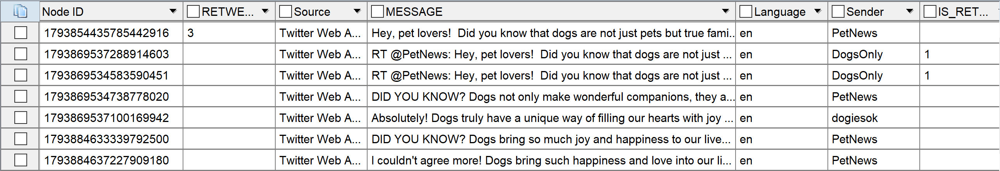 Node ID RETWE... Source MESSAGE Language Sender IS_RET...
1793854435785442916 3 Twitter Web A... Hey, pet lovers!  Did you know that dogs are not just pets but true fami... en PetNews
1793869537288914603 Twitter Web A... RT @PetNews: Hey, pet lovers!  Did you know that dogs are not just ... en DogsOnly 1
1793869534583590451 Twitter Web A... RT @PetNews: Hey, pet lovers!  Did you know that dogs are not just ... en DogsOnly 1
1793869534738778020 Twitter Web A... DID YOU KNOW? Dogs not only make wonderful companions, they a... en PetNews
1793869537100169942 Twitter Web A... Absolutely! Dogs truly have a unique way of filling our hearts with joy ... en dogiesok
1793884633339792500 Twitter Web A... DID YOU KNOW? Dogs bring so much joy and happiness to our live... en PetNews
1793884637227909180 Twitter Web A... I couldn't agree more! Dogs bring such happiness and love into our li... en PetNews